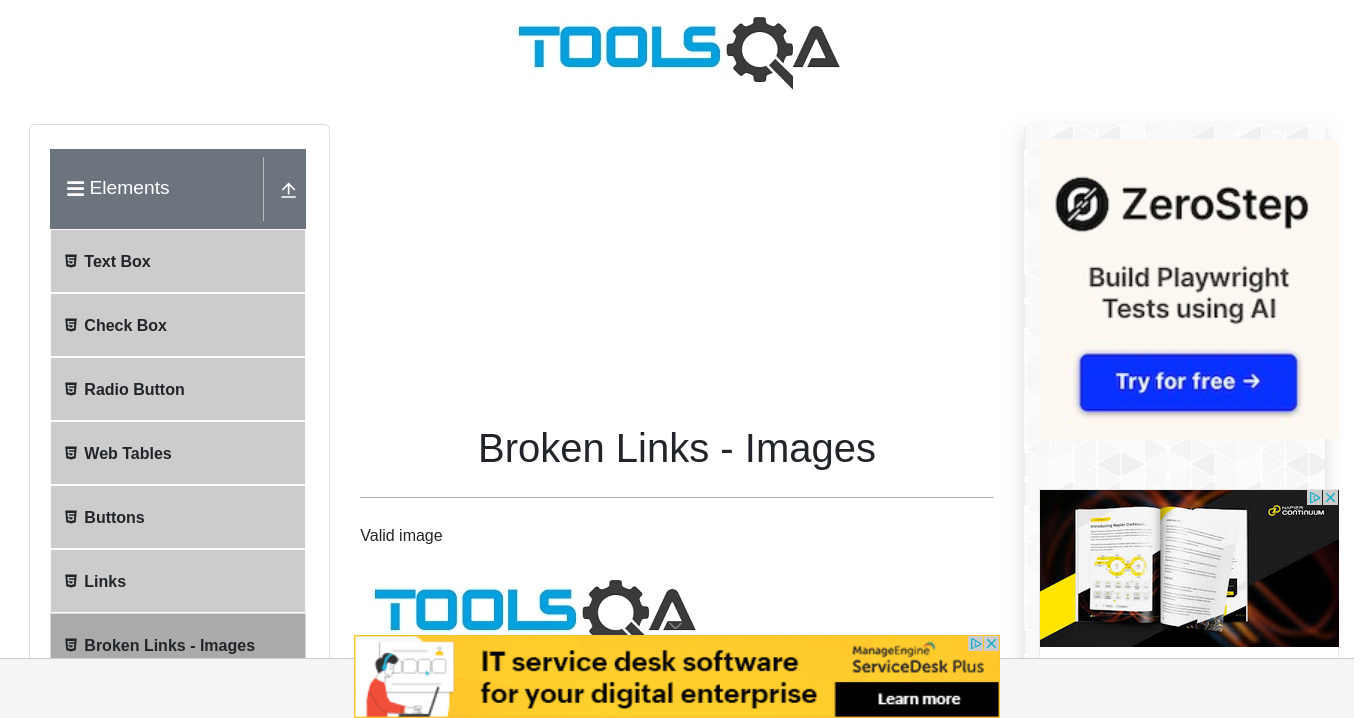 TOOLSQA
Elements
Text Box
Check Box
Radio Button
Web Tables
Buttons
Links
Broken Links - Images
Broken Links - Images
Valid image
TOOLSQA
ZeroStep
Build Playwright
Tests using AI
Try for free →
NAPIER
CONTINUUM
IT service desk software
for your digital enterprise
ManageEngine
ServiceDesk Plus
Learn more